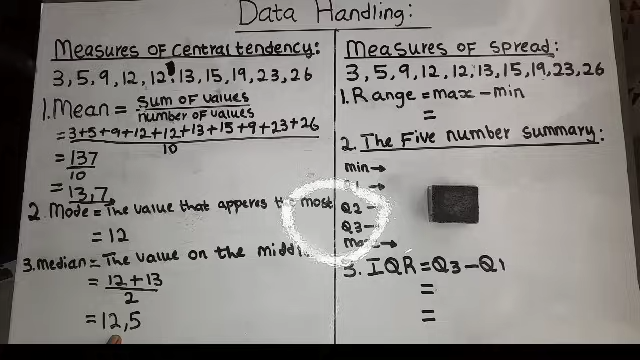 Data Handling:
Measures of central tendency:
3, 5, 9, 12, 12, 13, 15, 19, 23, 26
1. Mean = sum of values
number of values
= 3+5+9+12+12+13+15+9+23+26
10
= 137
10
= 13,7
2. Mode = The value that apperes the most
= 12
3. median = The value on the
= 12 + 13
2
= 12,5
Measures of spread:
3, 5, 9, 12, 12, 13, 15, 19, 23, 26
1. Range = max - min
=
2. The Five number summary:
min →
→
Q2 -
Q3 -
max →
3. IQR = Q3 - Q1
=
=